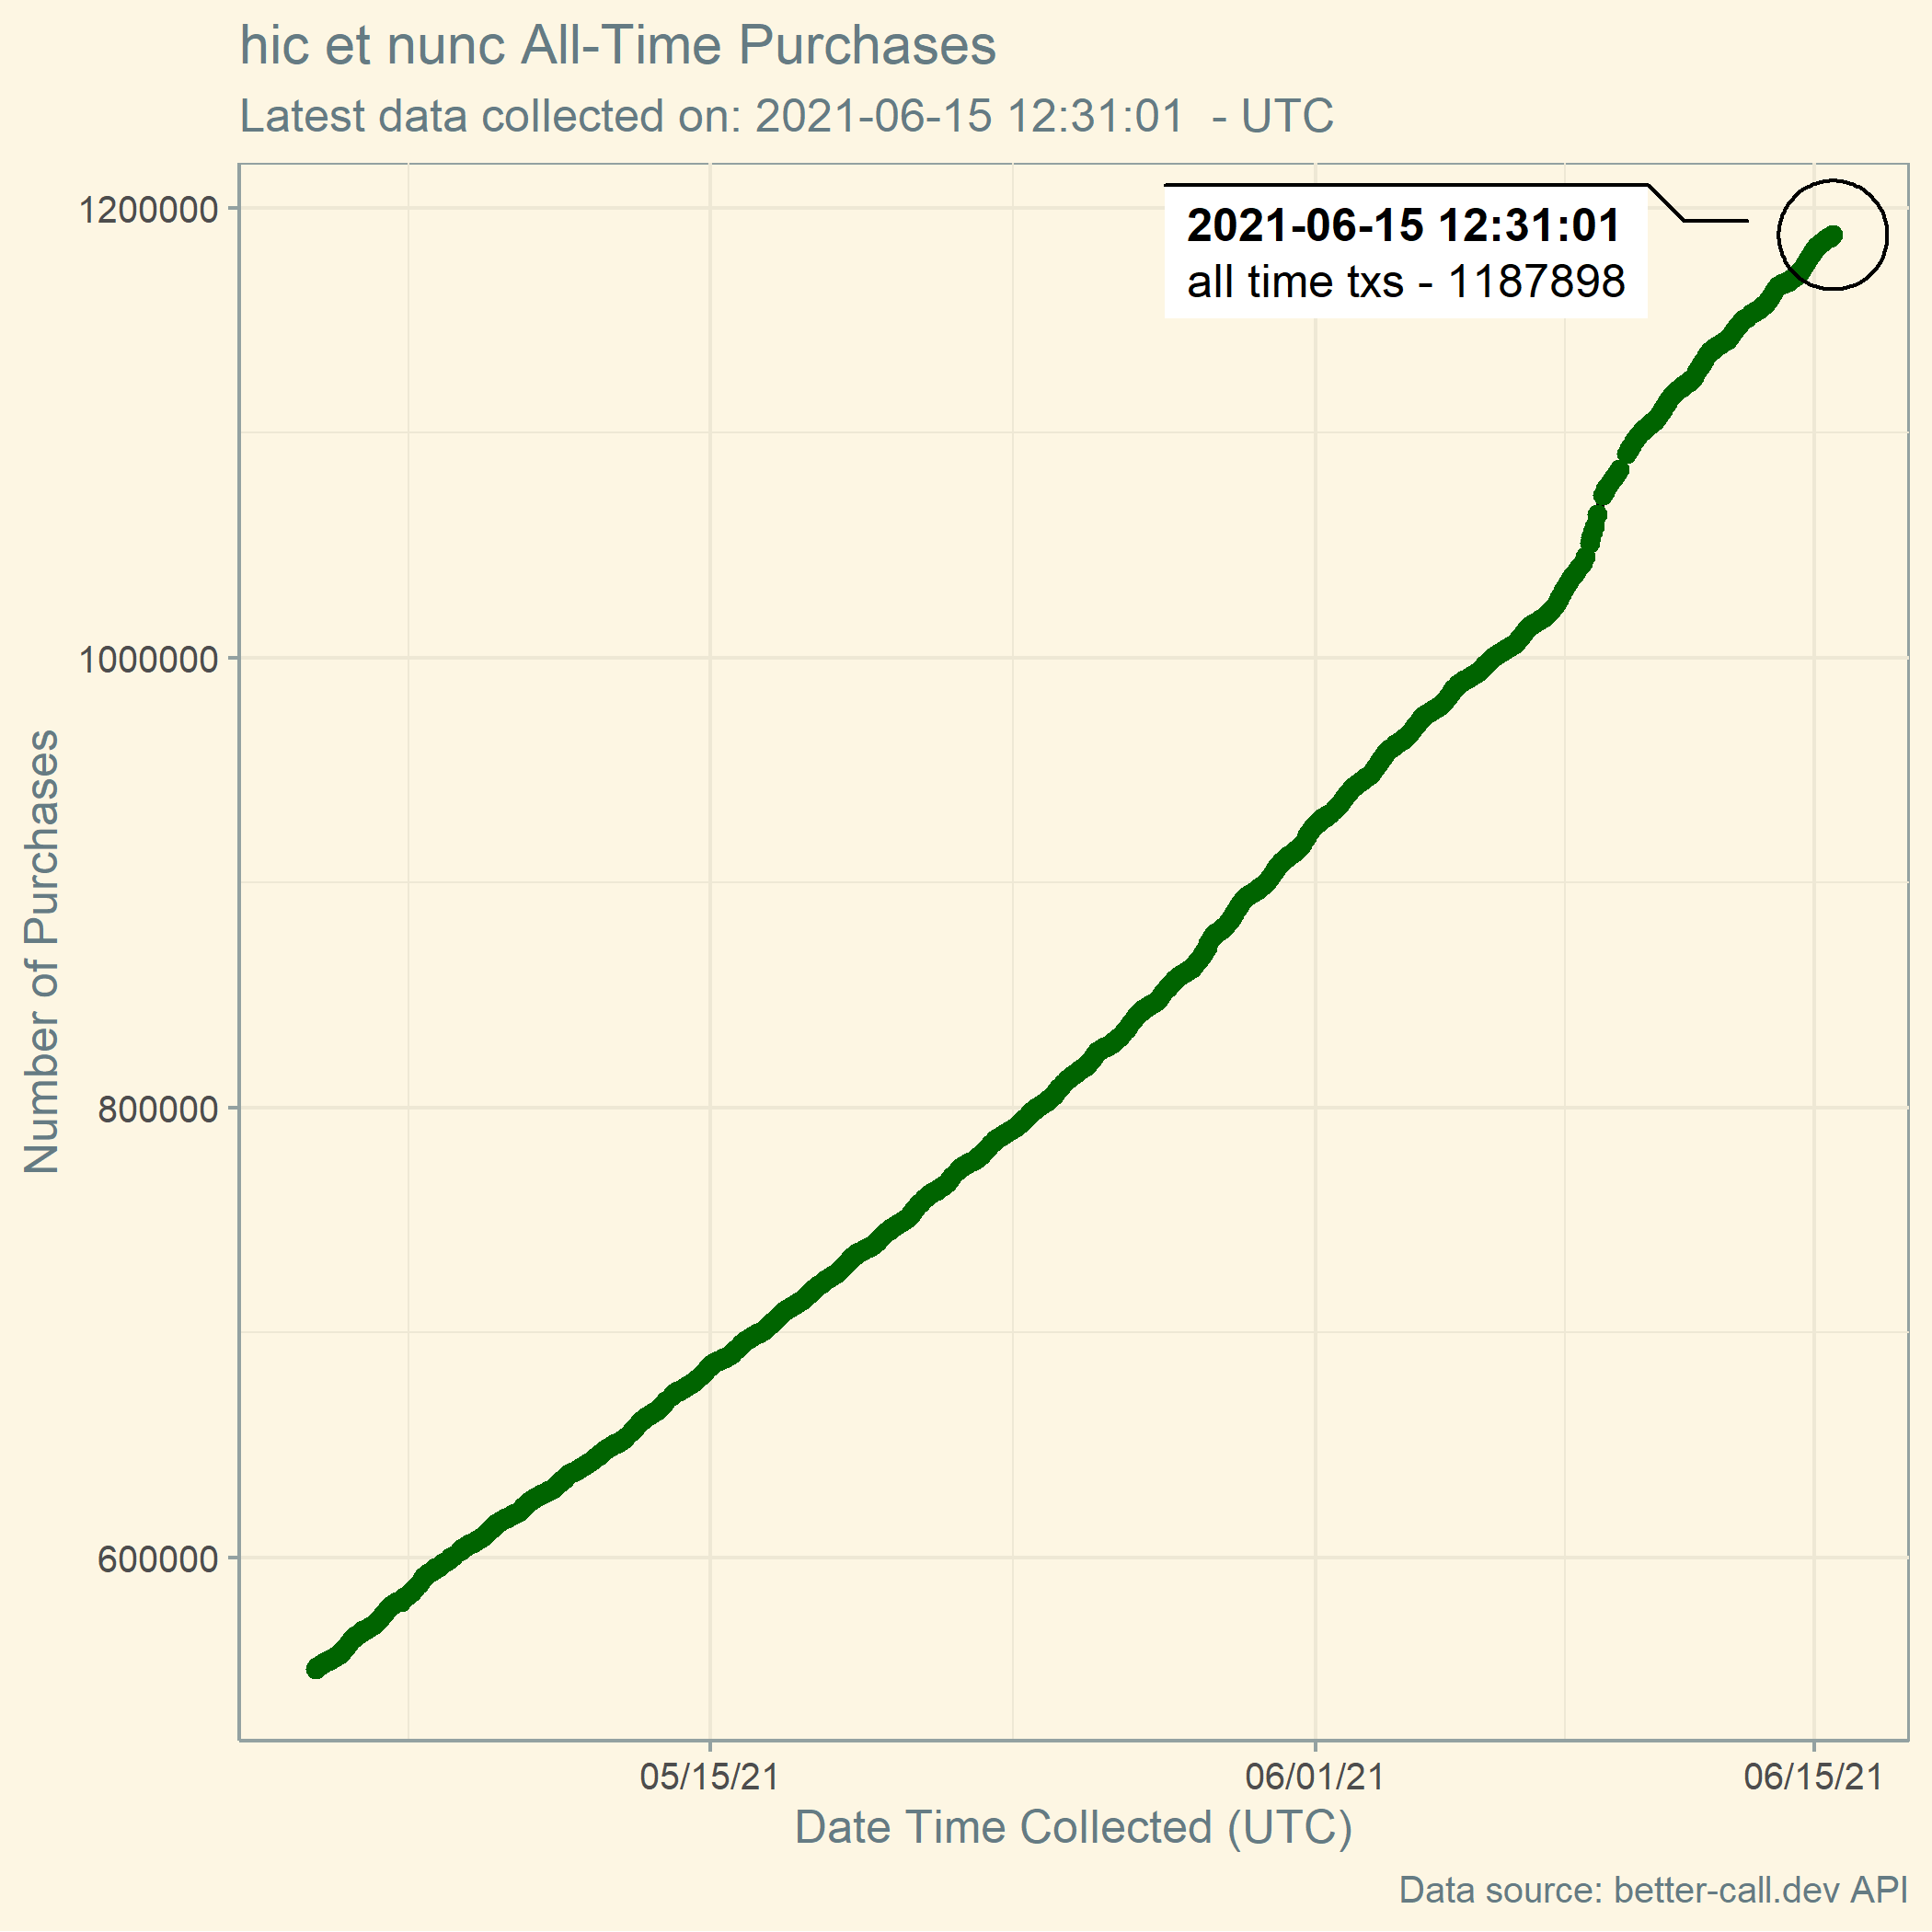 hic et nunc All-Time Purchases
Latest data collected on: 2021-06-15 12:31:01  - UTC
2021-06-15 12:31:01
all time txs - 1187898
1200000
1000000
800000
600000
Number of Purchases
05/15/21
06/01/21
06/15/21
Date Time Collected (UTC)
Data source: better-call.dev API